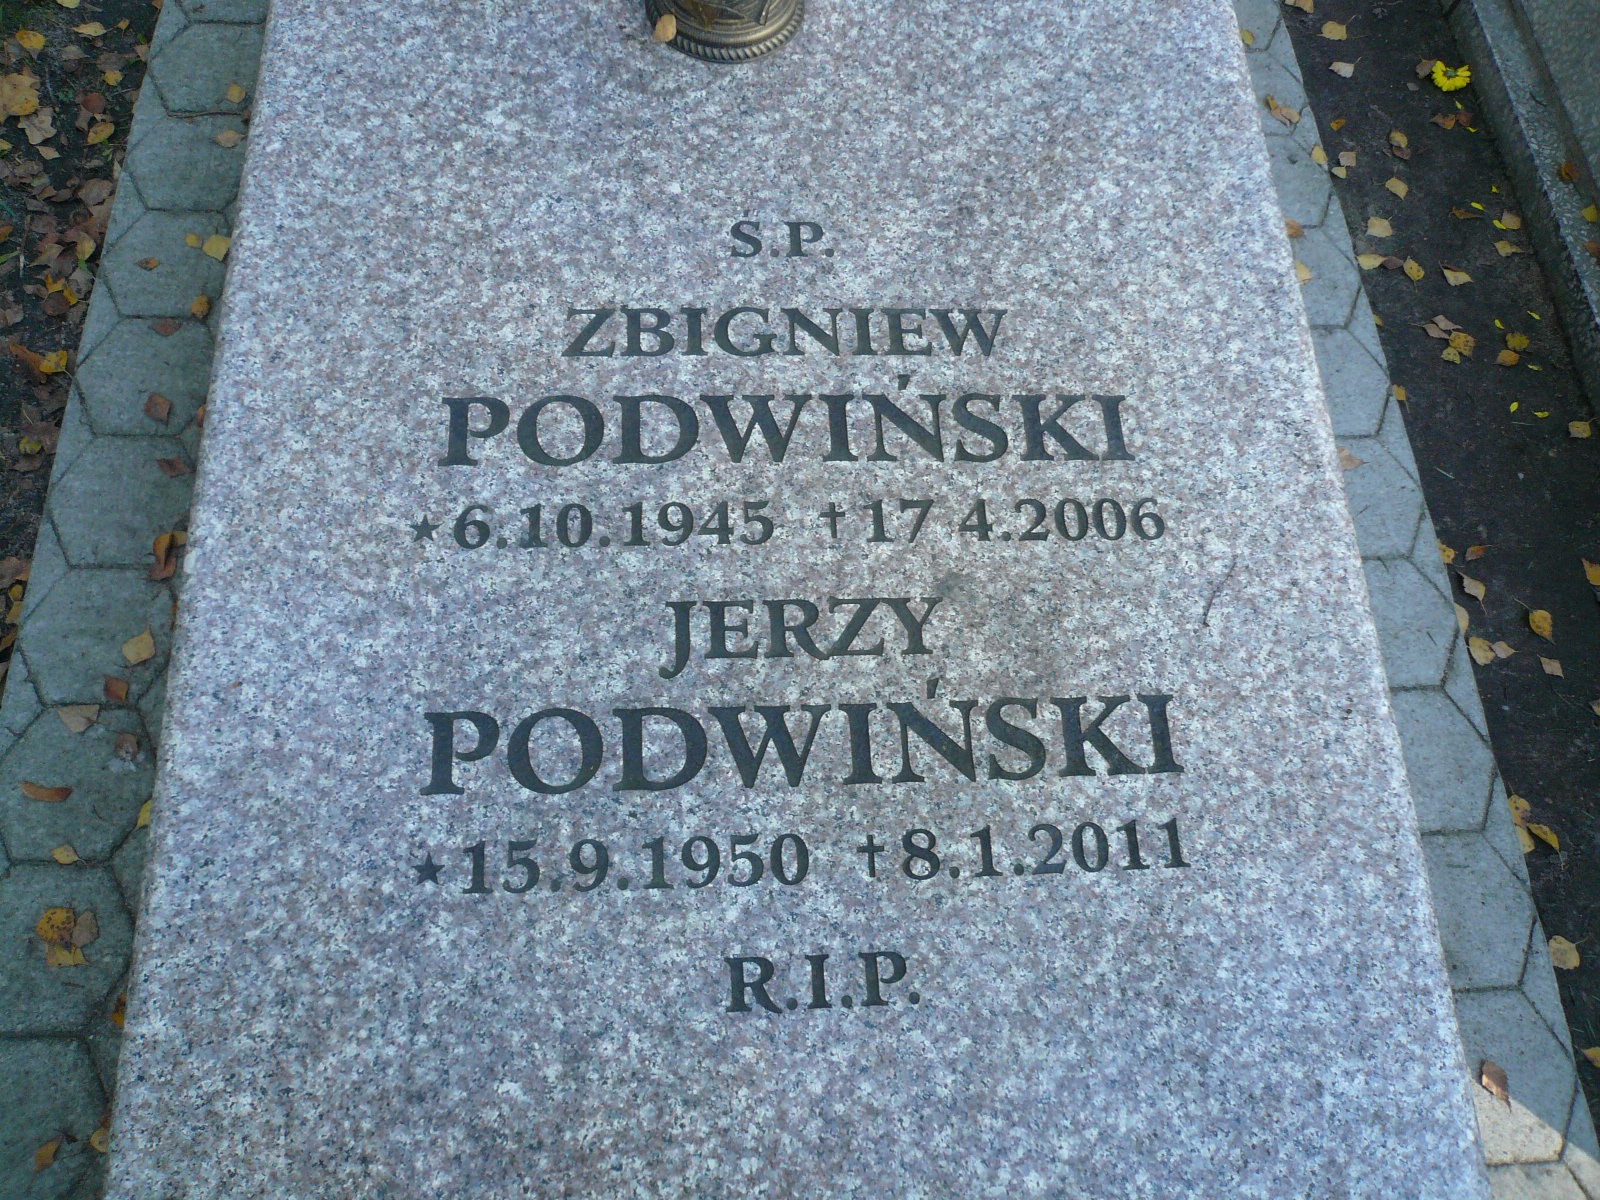 S.P.
ZBIGNIEW
PODWIŃSKI
★6.10.1945 †17 4.2006
JERZY
PODWIŃSKI
★15.9.1950 †8.1.2011
R.I.P.